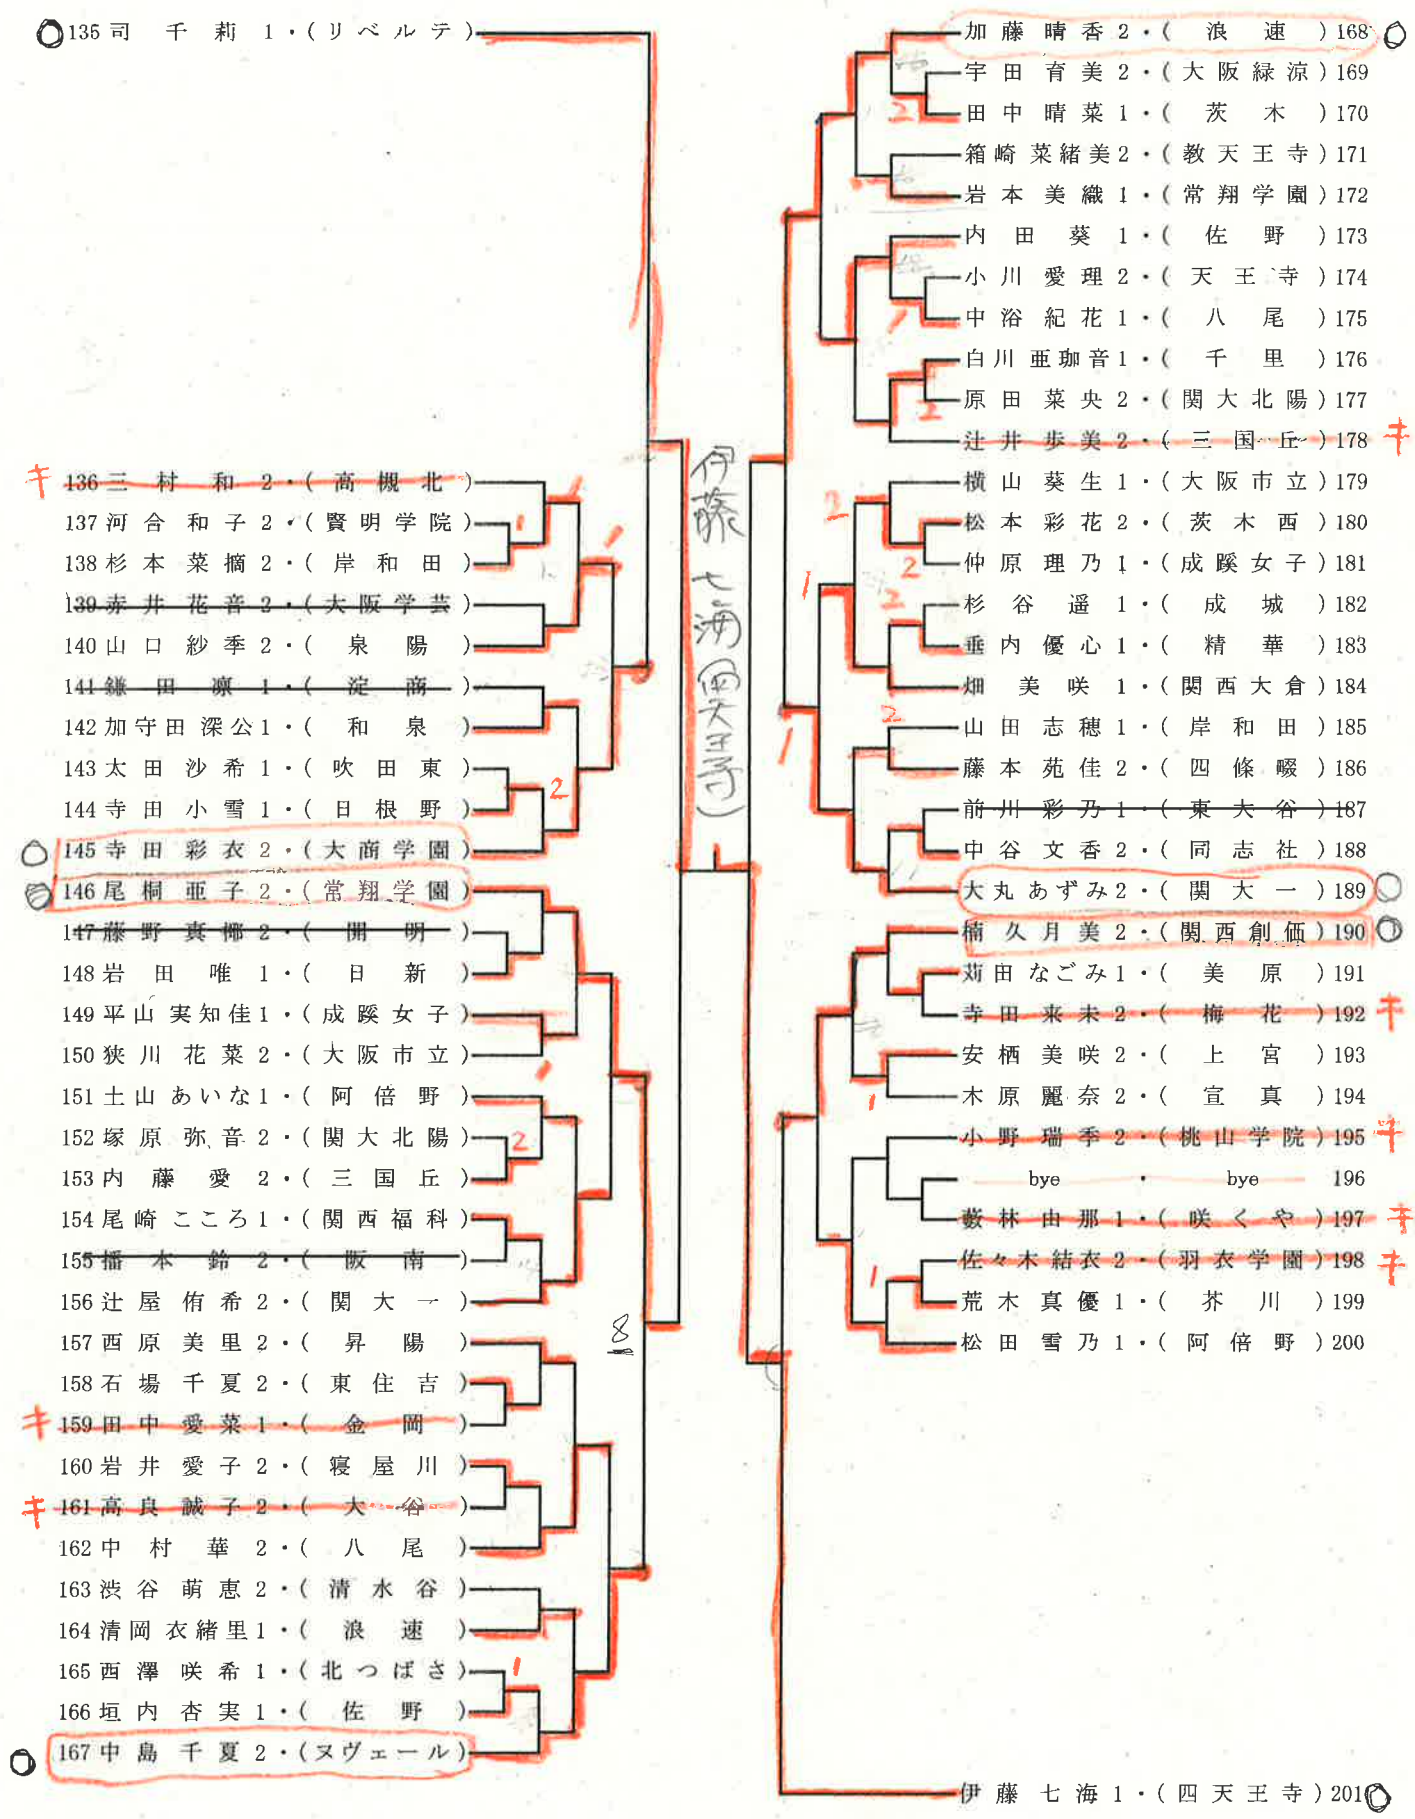 135 司 千 莉 1・(リベルテ)
キ 136 三 村 和 2・(高槻北)
137 河合和子 2・(賢明学院)
138 杉本菜摘 2・(岸和田)
139 赤井花音 2・(大阪学芸)
140 山口紗季 2・(泉陽)
141 鎌田凛 1・(淀商)
142 加守田深公 1・(和泉)
143 太田沙希 1・(吹田東)
144 寺田小雪 1・(日根野)
145 寺田彩衣 2・(大商学園)
146 尾桐亜子 2・(常翔学園)
147 藤野真椰 2・(開明)
148 岩田唯 1・(日新)
149 平山実知佳 1・(成蹊女子)
150 狭川花菜 2・(大阪市立)
151 土山あいな 1・(阿倍野)
152 塚原弥音 2・(関大北陽)
153 内藤愛 2・(三国丘)
154 尾崎こころ 1・(関西福科)
155 播本鈴 2・(阪南)
156 辻屋侑希 2・(関大一)
157 西原美里 2・(昇陽)
158 石場千夏 2・(東住吉)
キ 159 田中愛菜 1・(金岡)
160 岩井愛子 2・(寝屋川)
キ 161 高良誠子 2・(大谷)
162 中村華 2・(八尾)
163 渋谷萌恵 2・(清水谷)
164 清岡衣緒里 1・(浪速)
165 西澤咲希 1・(北つばさ)
166 垣内杏実 1・(佐野)
167 中島千夏 2・(ヌヴェール)
1
1
1
2
1
2
1
8
伊藤七海(四天王寺)
加藤晴香 2・(浪速) 168
宇田育美 2・(大阪緑涼) 169
田中晴菜 1・(茨木) 170
箱崎菜緒美 2・(教天王寺) 171
岩本美織 1・(常翔学園) 172
内田葵 1・(佐野) 173
小川愛理 2・(天王寺) 174
中浴紀花 1・(八尾) 175
白川亜珈音 1・(千里) 176
原田菜央 2・(関大北陽) 177
辻井歩美 2・(三国丘) 178 キ
横山葵生 1・(大阪市立) 179
松本彩花 2・(茨木西) 180
仲原理乃 1・(成蹊女子) 181
杉谷遥 1・(成城) 182
垂内優心 1・(精華) 183
畑美咲 1・(関西大倉) 184
山田志穂 1・(岸和田) 185
藤本苑佳 2・(四條畷) 186
前川彩乃 1・(東大谷) 187
中谷文香 2・(同志社) 188
大丸あずみ 2・(関大一) 189
楠久月美 2・(関西創価) 190
苅田なごみ 1・(美原) 191
寺田来未 2・(梅花) 192 キ
安栖美咲 2・(上宮) 193
木原麗奈 2・(宣真) 194
小野瑞季 2・(桃山学院) 195 キ
bye ・ bye 196
藪林由那 1・(咲くや) 197 キ
佐々木結衣 2・(羽衣学園) 198 キ
荒木真優 1・(芥川) 199
松田雪乃 1・(阿倍野) 200
伊藤七海 1・(四天王寺) 201
2
1
2
2
2
1
2
2
1
1
1